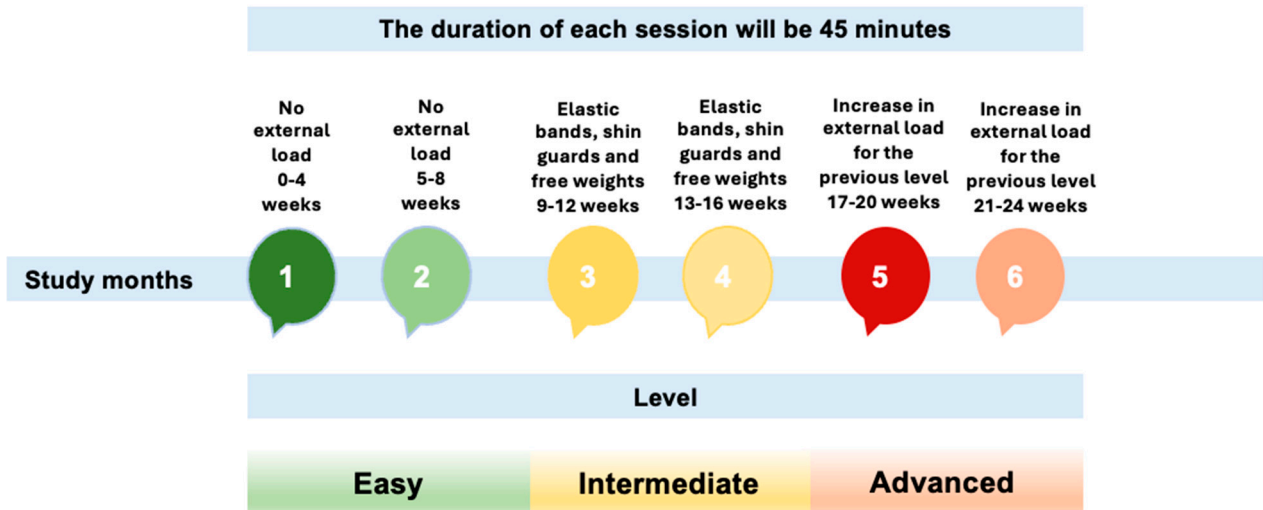 The duration of each session will be 45 minutes
No
external
load
0-4
weeks
No
external
load
5-8
weeks
Elastic
bands, shin
guards and
free weights
9-12 weeks
Elastic
bands, shin
guards and
free weights
13-16 weeks
Increase in
external load
for the
previous level
17-20 weeks
Increase in
external load
for the
previous level
21-24 weeks
Study months
1
2
3
4
5
6
Level
Easy
Intermediate
Advanced